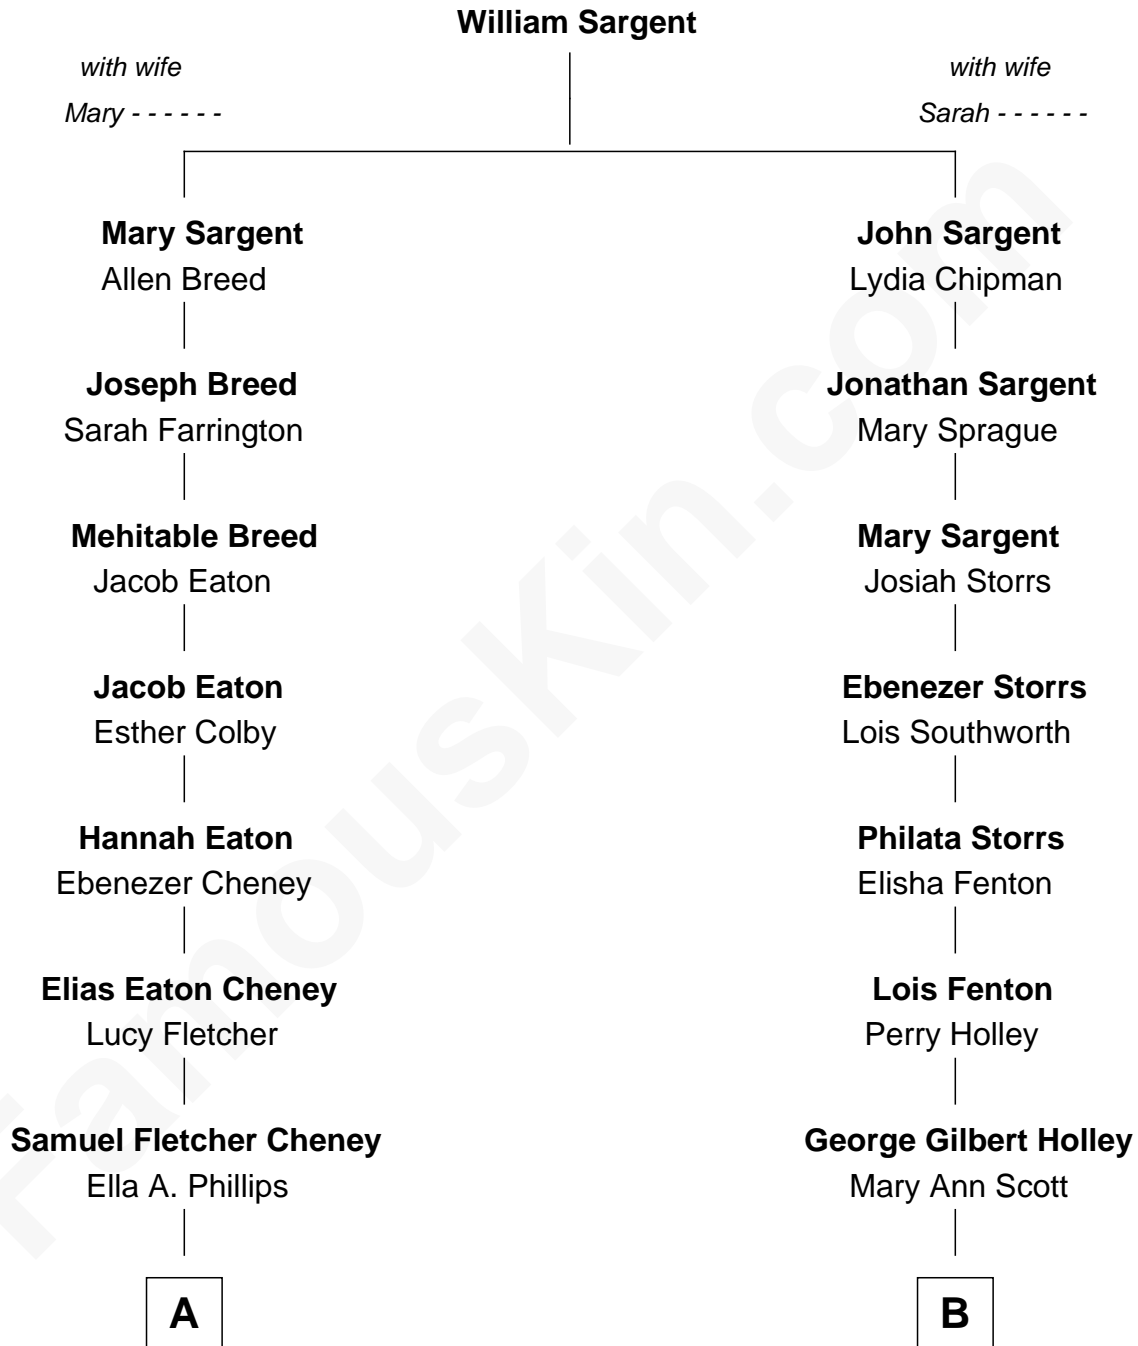 William Sargent
with wife
Mary - - - - - -
with wife
Sarah - - - - - -
Mary Sargent
Allen Breed
John Sargent
Lydia Chipman
Joseph Breed
Sarah Farrington
Jonathan Sargent
Mary Sprague
Mehitable Breed
Jacob Eaton
Mary Sargent
Josiah Storrs
Jacob Eaton
Esther Colby
Ebenezer Storrs
Lois Southworth
Hannah Eaton
Ebenezer Cheney
Philata Storrs
Elisha Fenton
Elias Eaton Cheney
Lucy Fletcher
Lois Fenton
Perry Holley
Samuel Fletcher Cheney
Ella A. Phillips
George Gilbert Holley
Mary Ann Scott
A
B
FamousKin.com